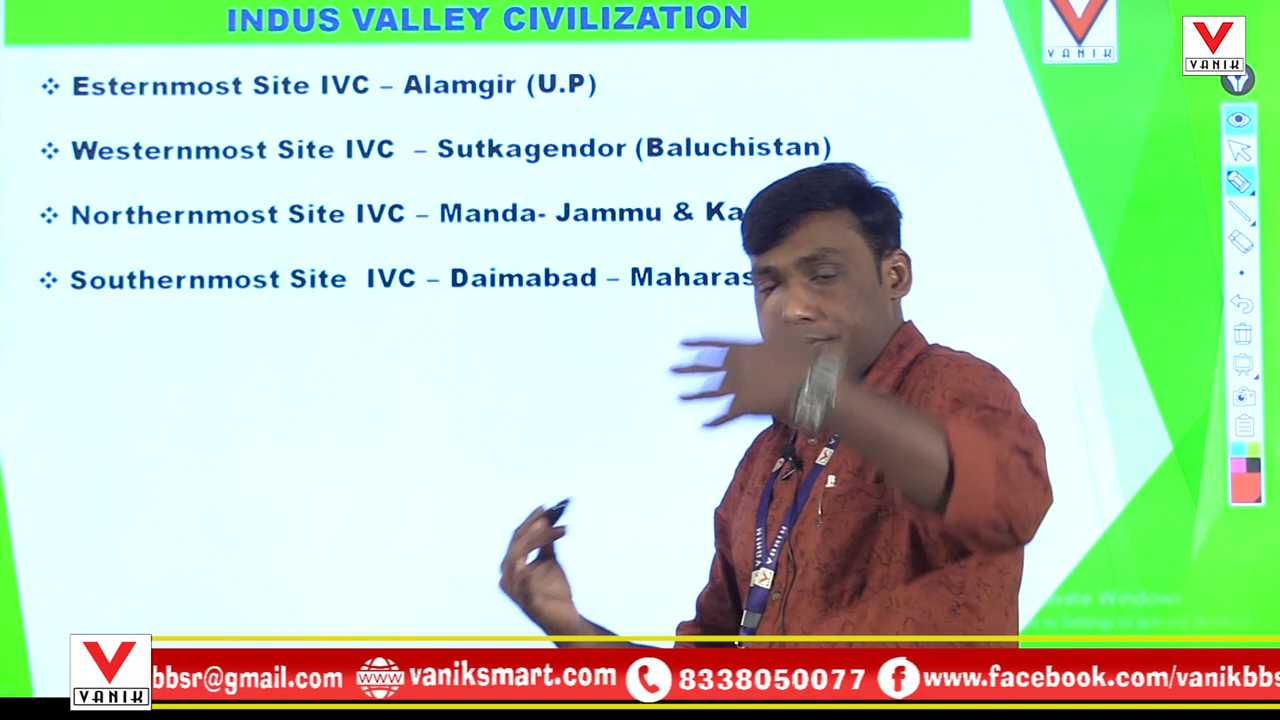 INDUS VALLEY CIVILIZATION
VANIK
VANIK
❖ Esternmost Site IVC – Alamgir (U.P)
❖ Westernmost Site IVC – Sutkagendor (Baluchistan)
❖ Northernmost Site IVC – Manda- Jammu & Ka
❖ Southernmost Site IVC – Daimabad – Maharas
VANIK
bbsr@gmail.com www vaniksmart.com 8338050077 f www.facebook.com/vanikbbs